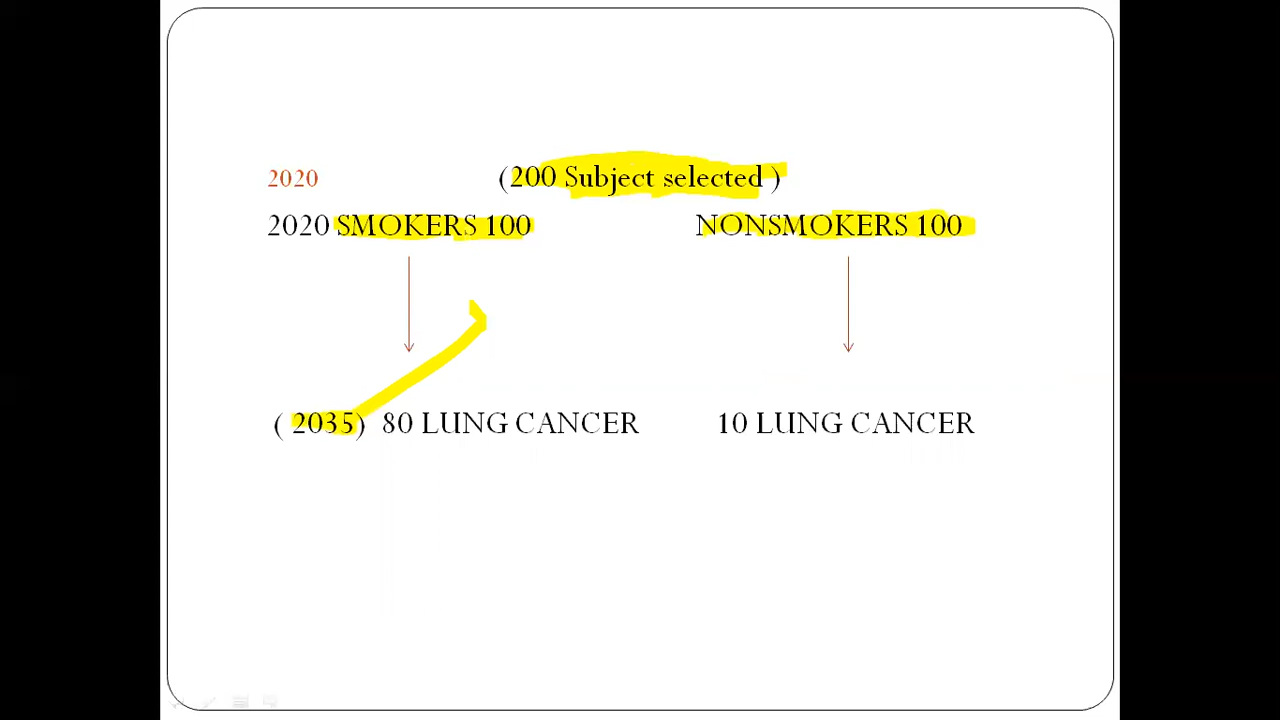 2020 (200 Subject selected )
2020 SMOKERS 100 NONSMOKERS 100
( 2035) 80 LUNG CANCER 10 LUNG CANCER